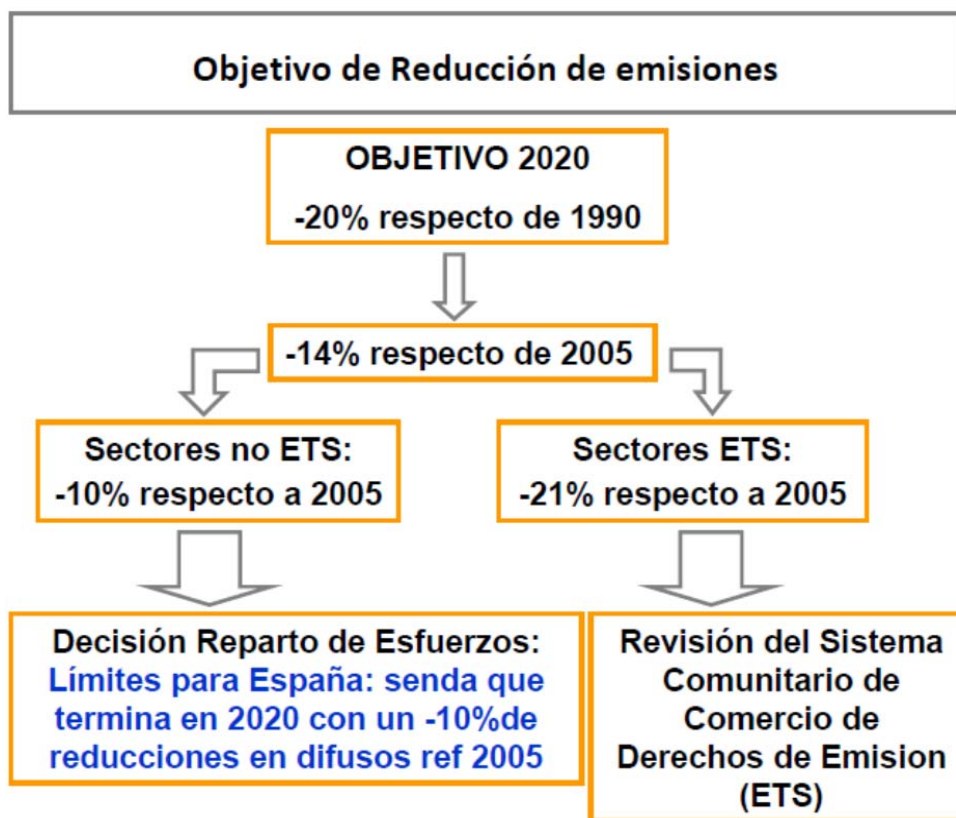 Objetivo de Reducción de emisiones
OBJETIVO 2020
-20% respecto de 1990
-14% respecto de 2005
Sectores no ETS:
-10% respecto a 2005
Sectores ETS:
-21% respecto a 2005
Decisión Reparto de Esfuerzos:
Límites para España: senda que
termina en 2020 con un -10%de
reducciones en difusos ref 2005
Revisión del Sistema
Comunitario de
Comercio de
Derechos de Emision
(ETS)